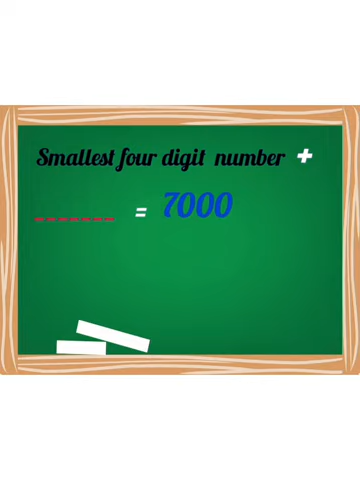 Smallest four digit number +
_ _ _ _ _ _ _ = 7000